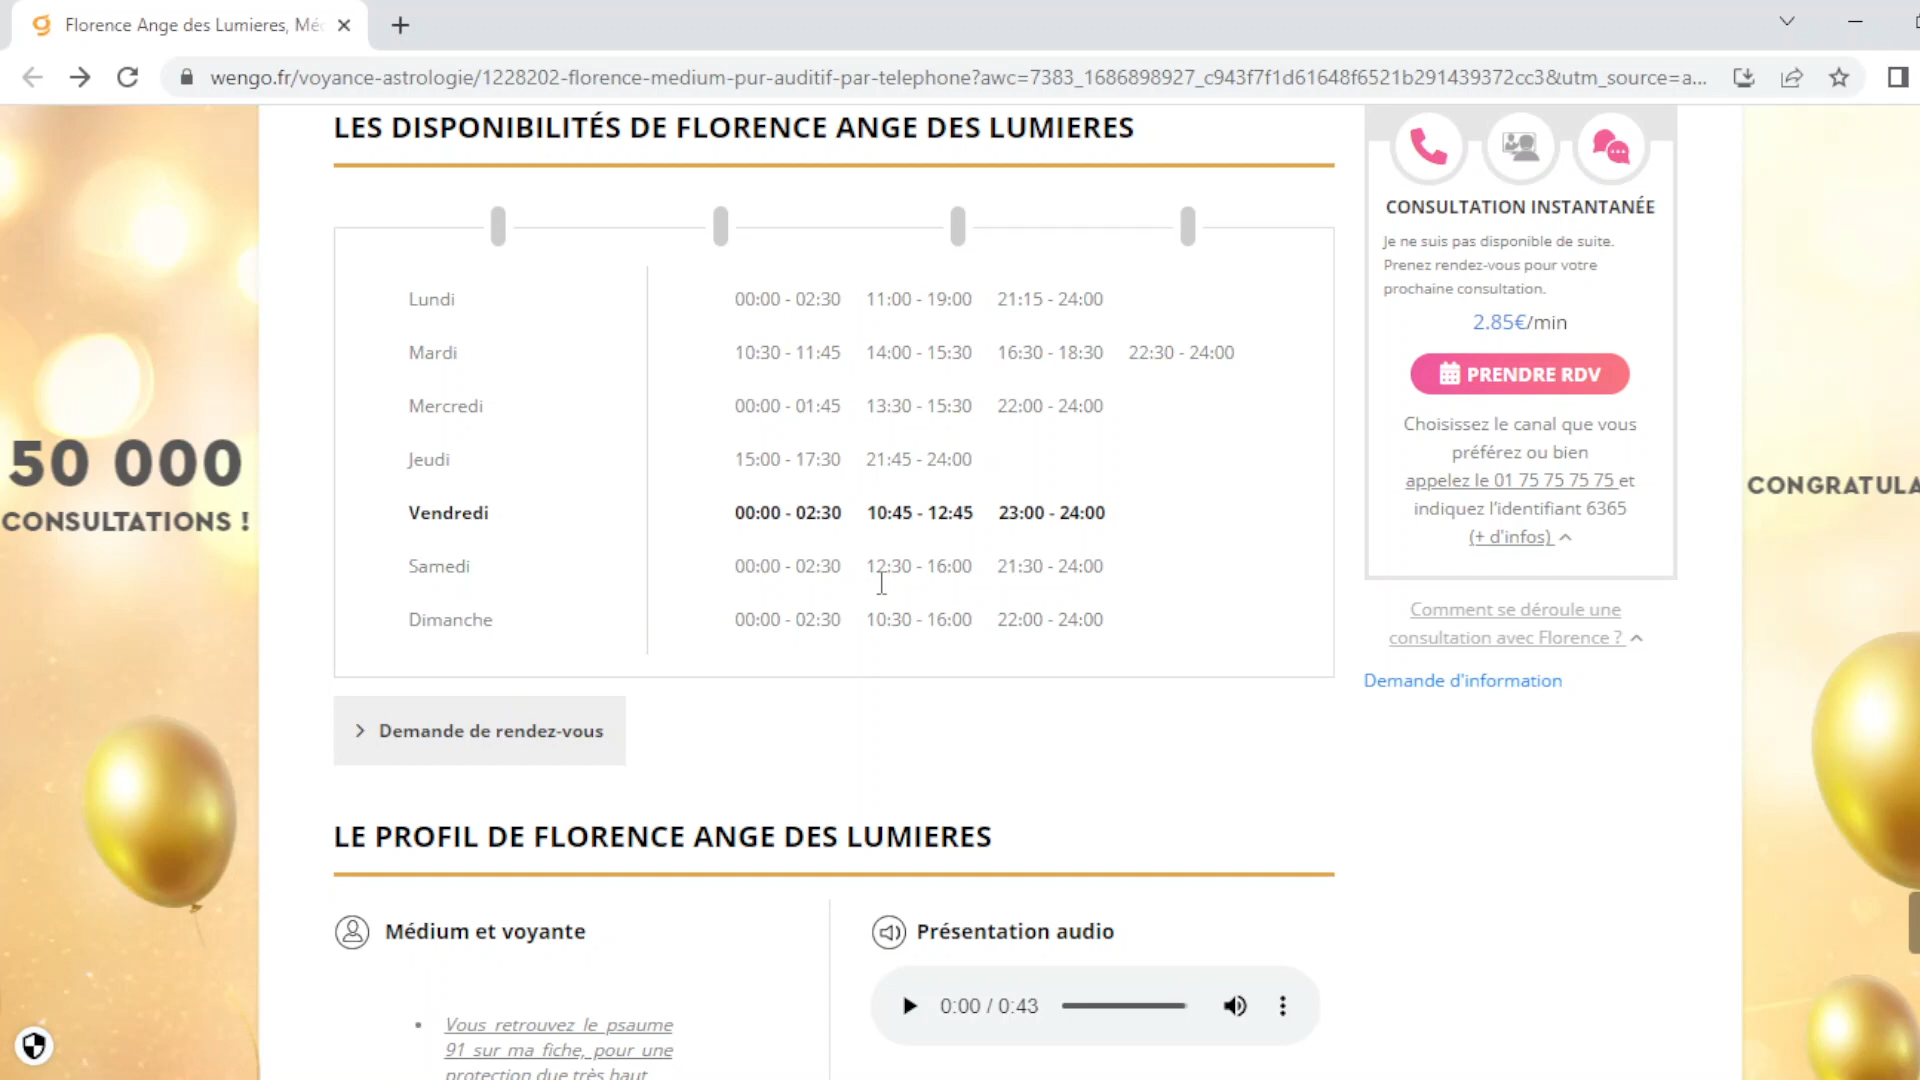 Florence Ange des Lumieres, Méd
wengo.fr/voyance-astrologie/1228202-florence-medium-pur-auditif-par-telephone?awc=7383_1686898927_c943f7f1d61648f6521b291439372cc3&utm_source=a...
LES DISPONIBILITÉS DE FLORENCE ANGE DES LUMIERES
Lundi 00:00 - 02:30 11:00 - 19:00 21:15 - 24:00
Mardi 10:30 - 11:45 14:00 - 15:30 16:30 - 18:30 22:30 - 24:00
Mercredi 00:00 - 01:45 13:30 - 15:30 22:00 - 24:00
Jeudi 15:00 - 17:30 21:45 - 24:00
Vendredi 00:00 - 02:30 10:45 - 12:45 23:00 - 24:00
Samedi 00:00 - 02:30 12:30 - 16:00 21:30 - 24:00
Dimanche 00:00 - 02:30 10:30 - 16:00 22:00 - 24:00
> Demande de rendez-vous
CONSULTATION INSTANTANÉE
Je ne suis pas disponible de suite.
Prenez rendez-vous pour votre
prochaine consultation.
2.85€/min
PRENDRE RDV
Choisissez le canal que vous
préférez ou bien
appelez le 01 75 75 75 75 et
indiquez l'identifiant 6365
(+ d'infos)
Comment se déroule une
consultation avec Florence ?
Demande d'information
50 000
CONSULTATIONS !
CONGRATULA
LE PROFIL DE FLORENCE ANGE DES LUMIERES
Médium et voyante
Présentation audio
0:00 / 0:43
• Vous retrouvez le psaume
91 sur ma fiche, pour une
protection due très haut